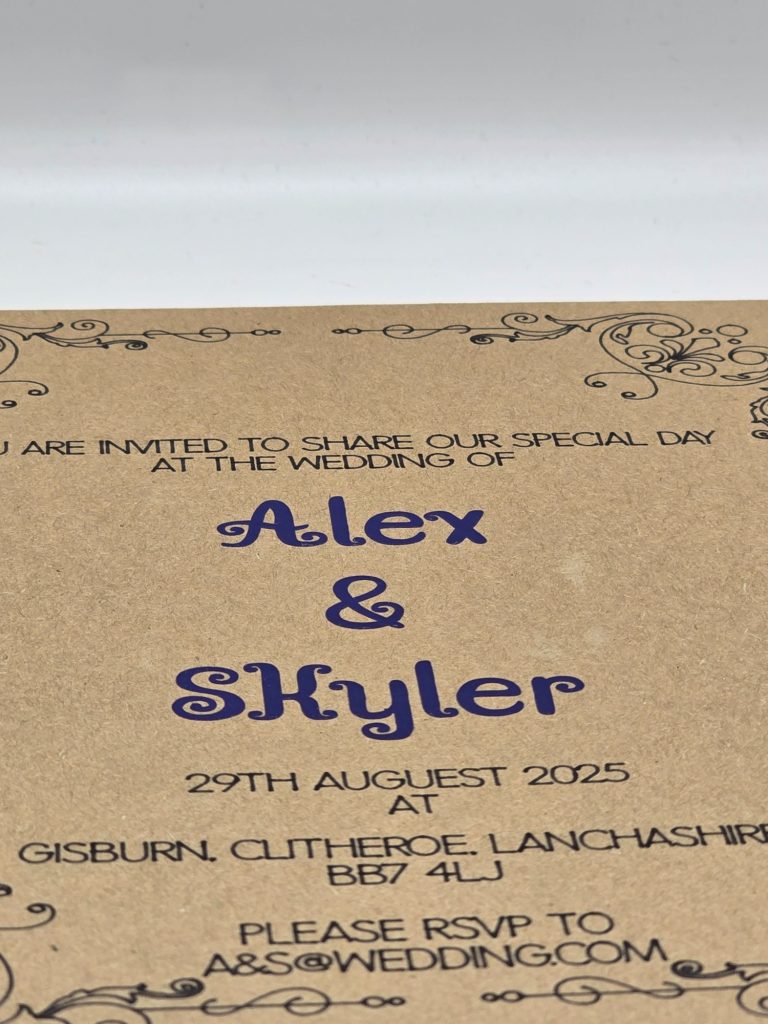 U ARE INVITED TO SHARE OUR SPECIAL DAY
AT THE WEDDING OF
Alex
&
SKyler
29TH AUGUEST 2025
AT
GISBURN, CLITHEROE, LANCHASHIRE
BB7 4LJ
PLEASE RSVP TO
A&S@WEDDING.COM